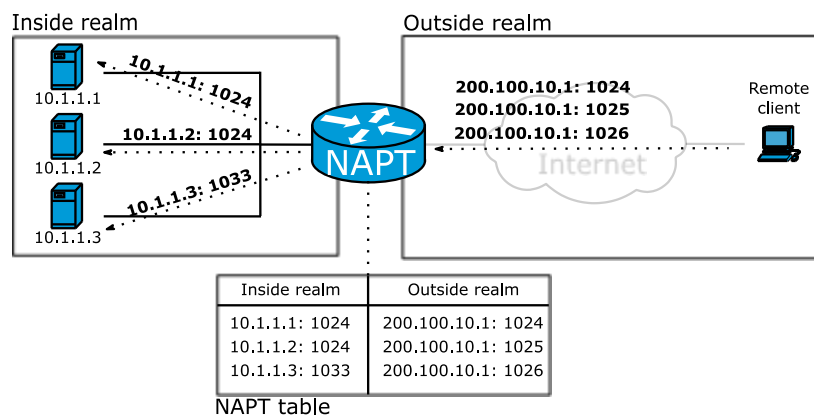 Inside realm
Outside realm
10.1.1.1
10.1.1.1: 1024
10.1.1.2
10.1.1.2: 1024
10.1.1.3
10.1.1.3: 1033
NAPT
200.100.10.1: 1024
200.100.10.1: 1025
200.100.10.1: 1026
Internet
Remote
client
Inside realm Outside realm
10.1.1.1: 1024 200.100.10.1: 1024
10.1.1.2: 1024 200.100.10.1: 1025
10.1.1.3: 1033 200.100.10.1: 1026
NAPT table